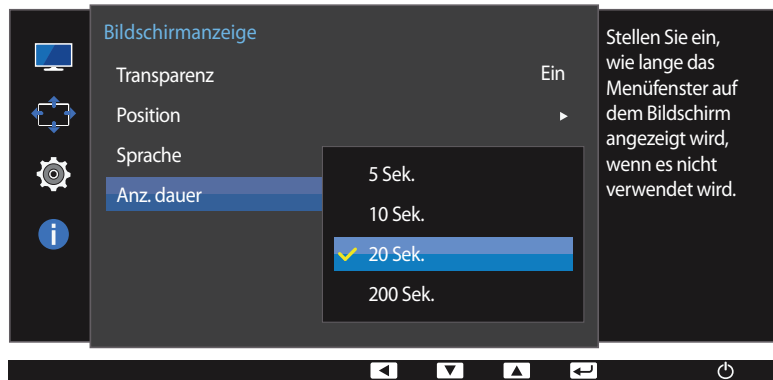 Bildschirmanzeige
Transparenz Ein
Position
Sprache
Anz. dauer
5 Sek.
10 Sek.
20 Sek.
200 Sek.
Stellen Sie ein,
wie lange das
Menüfenster auf
dem Bildschirm
angezeigt wird,
wenn es nicht
verwendet wird.